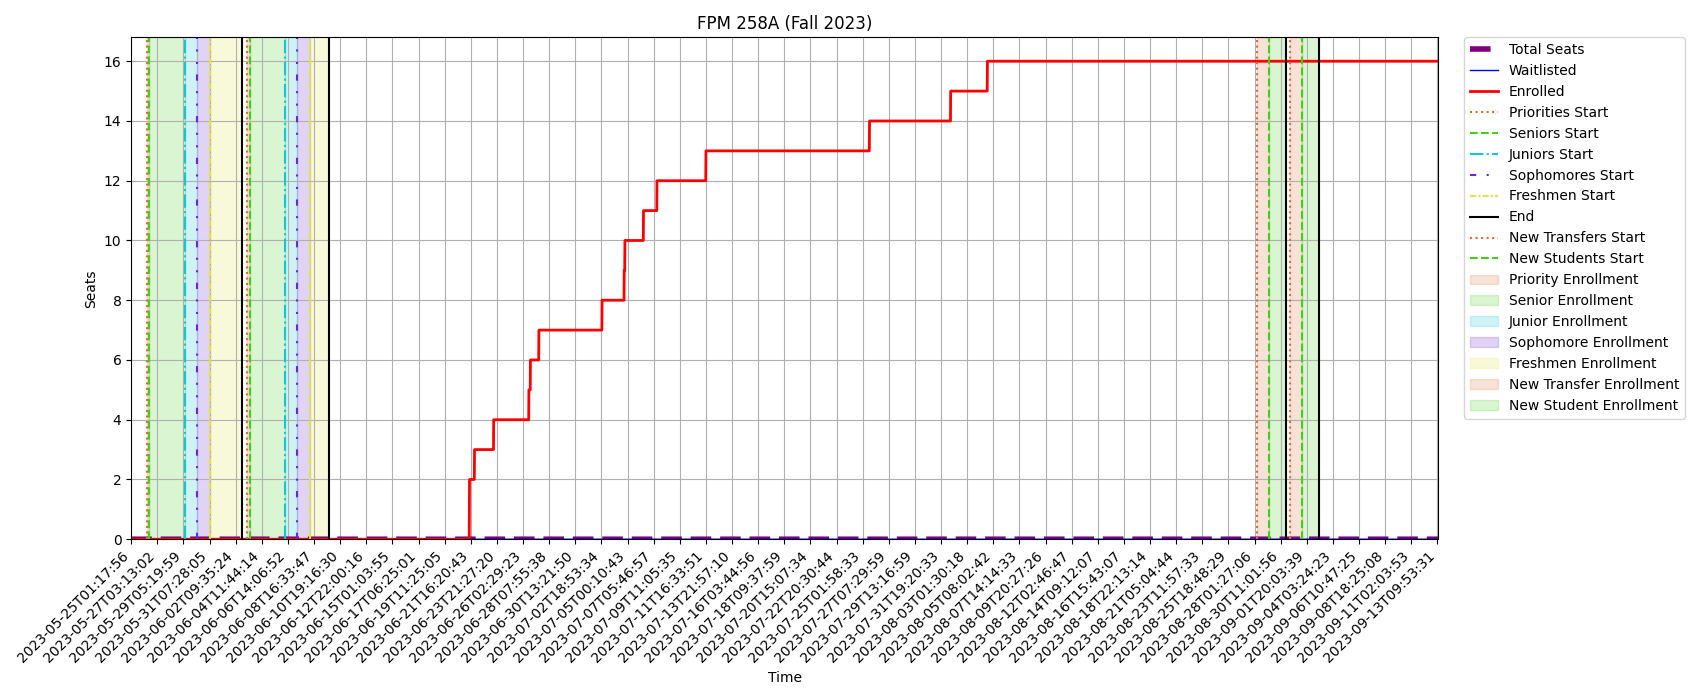 FPM 258A (Fall 2023)
Seats
16
14
12
10
8
6
4
2
0
2023-05-25T01:17:56
2023-05-27T03:13:02
2023-05-29T05:19:59
2023-05-31T07:28:05
2023-06-02T09:35:24
2023-06-04T11:44:14
2023-06-06T14:06:52
2023-06-08T16:33:47
2023-06-10T19:16:30
2023-06-12T22:00:16
2023-06-15T01:03:55
2023-06-17T06:25:01
2023-06-19T11:25:05
2023-06-21T16:20:43
2023-06-23T21:27:20
2023-06-26T02:29:23
2023-06-28T07:55:38
2023-06-30T13:21:50
2023-07-02T18:53:34
2023-07-05T00:10:43
2023-07-07T05:46:57
2023-07-09T11:05:35
2023-07-11T16:33:51
2023-07-13T21:57:10
2023-07-16T03:44:56
2023-07-18T09:37:59
2023-07-20T15:07:34
2023-07-22T20:30:44
2023-07-25T01:58:33
2023-07-27T07:29:59
2023-07-29T13:16:59
2023-07-31T19:20:33
2023-08-03T01:30:18
2023-08-05T08:02:42
2023-08-07T14:14:33
2023-08-09T20:27:26
2023-08-12T02:46:47
2023-08-14T09:12:07
2023-08-16T15:43:07
2023-08-18T22:13:14
2023-08-21T05:04:44
2023-08-23T11:57:33
2023-08-25T18:48:29
2023-08-28T01:27:06
2023-08-30T11:01:56
2023-09-01T20:03:39
2023-09-04T03:24:23
2023-09-06T10:47:25
2023-09-08T18:25:08
2023-09-11T02:03:53
2023-09-13T09:53:31
Time
Total Seats
Waitlisted
Enrolled
Priorities Start
Seniors Start
Juniors Start
Sophomores Start
Freshmen Start
End
New Transfers Start
New Students Start
Priority Enrollment
Senior Enrollment
Junior Enrollment
Sophomore Enrollment
Freshmen Enrollment
New Transfer Enrollment
New Student Enrollment